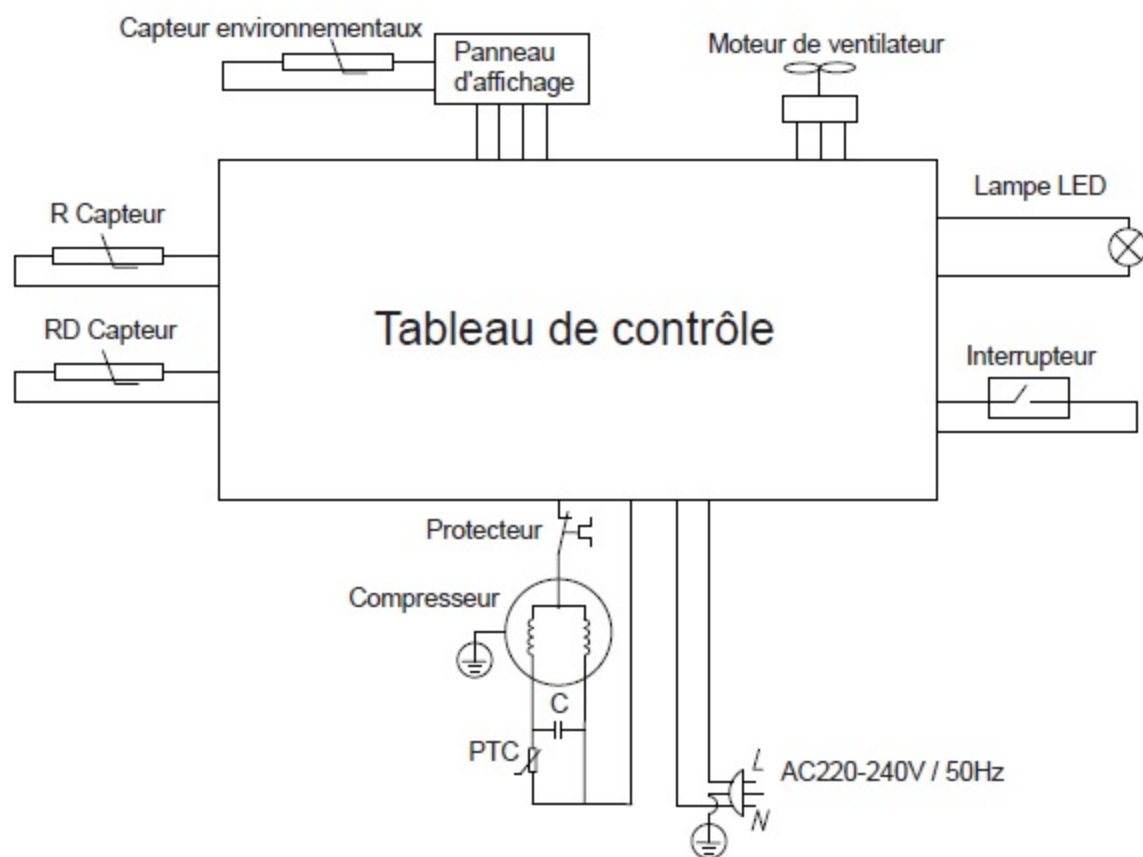 Capteur environnementaux
Panneau
d'affichage
Moteur de ventilateur
Lampe LED
R Capteur
RD Capteur
Tableau de contrôle
Interrupteur
Protecteur
Compresseur
C
PTC
L
AC220-240V / 50Hz
N